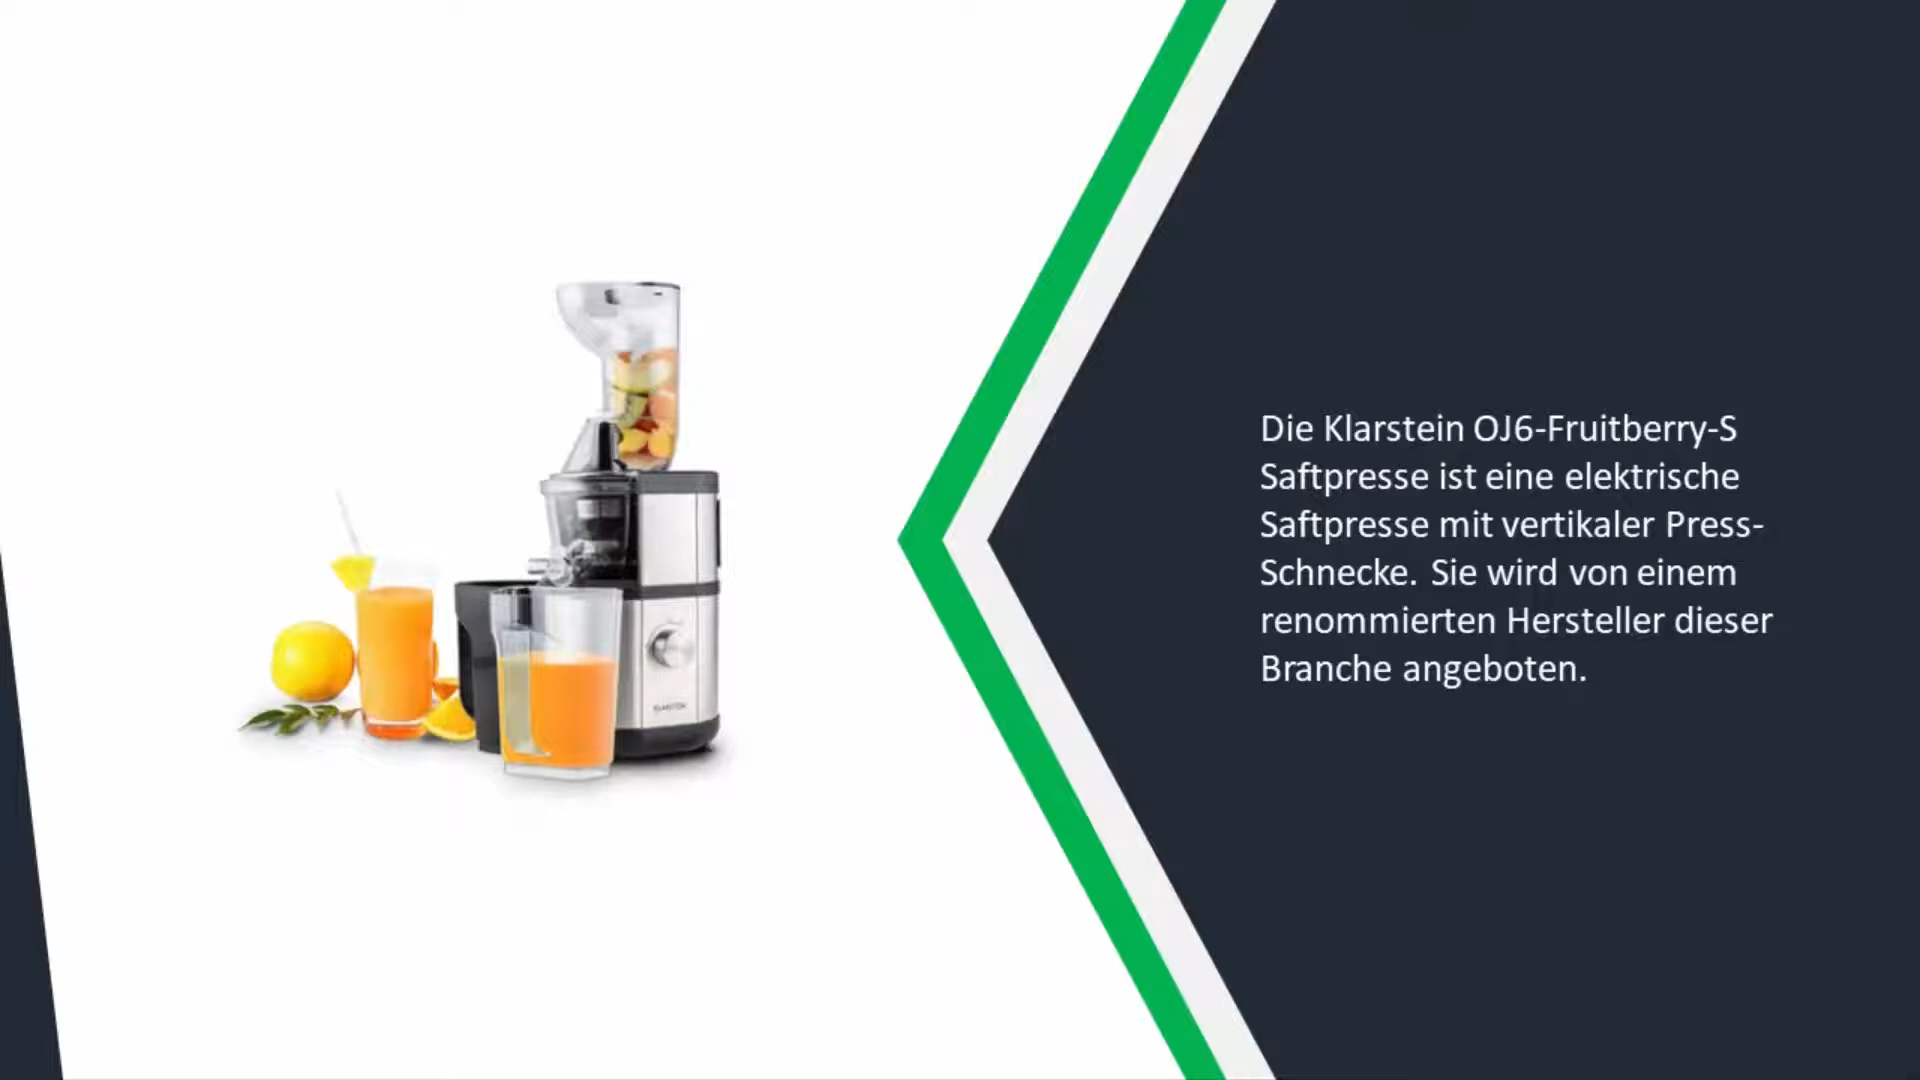 Die Klarstein OJ6-Fruitberry-S
Saftpresse ist eine elektrische
Saftpresse mit vertikaler Press-
Schnecke. Sie wird von einem
renommierten Hersteller dieser
Branche angeboten.